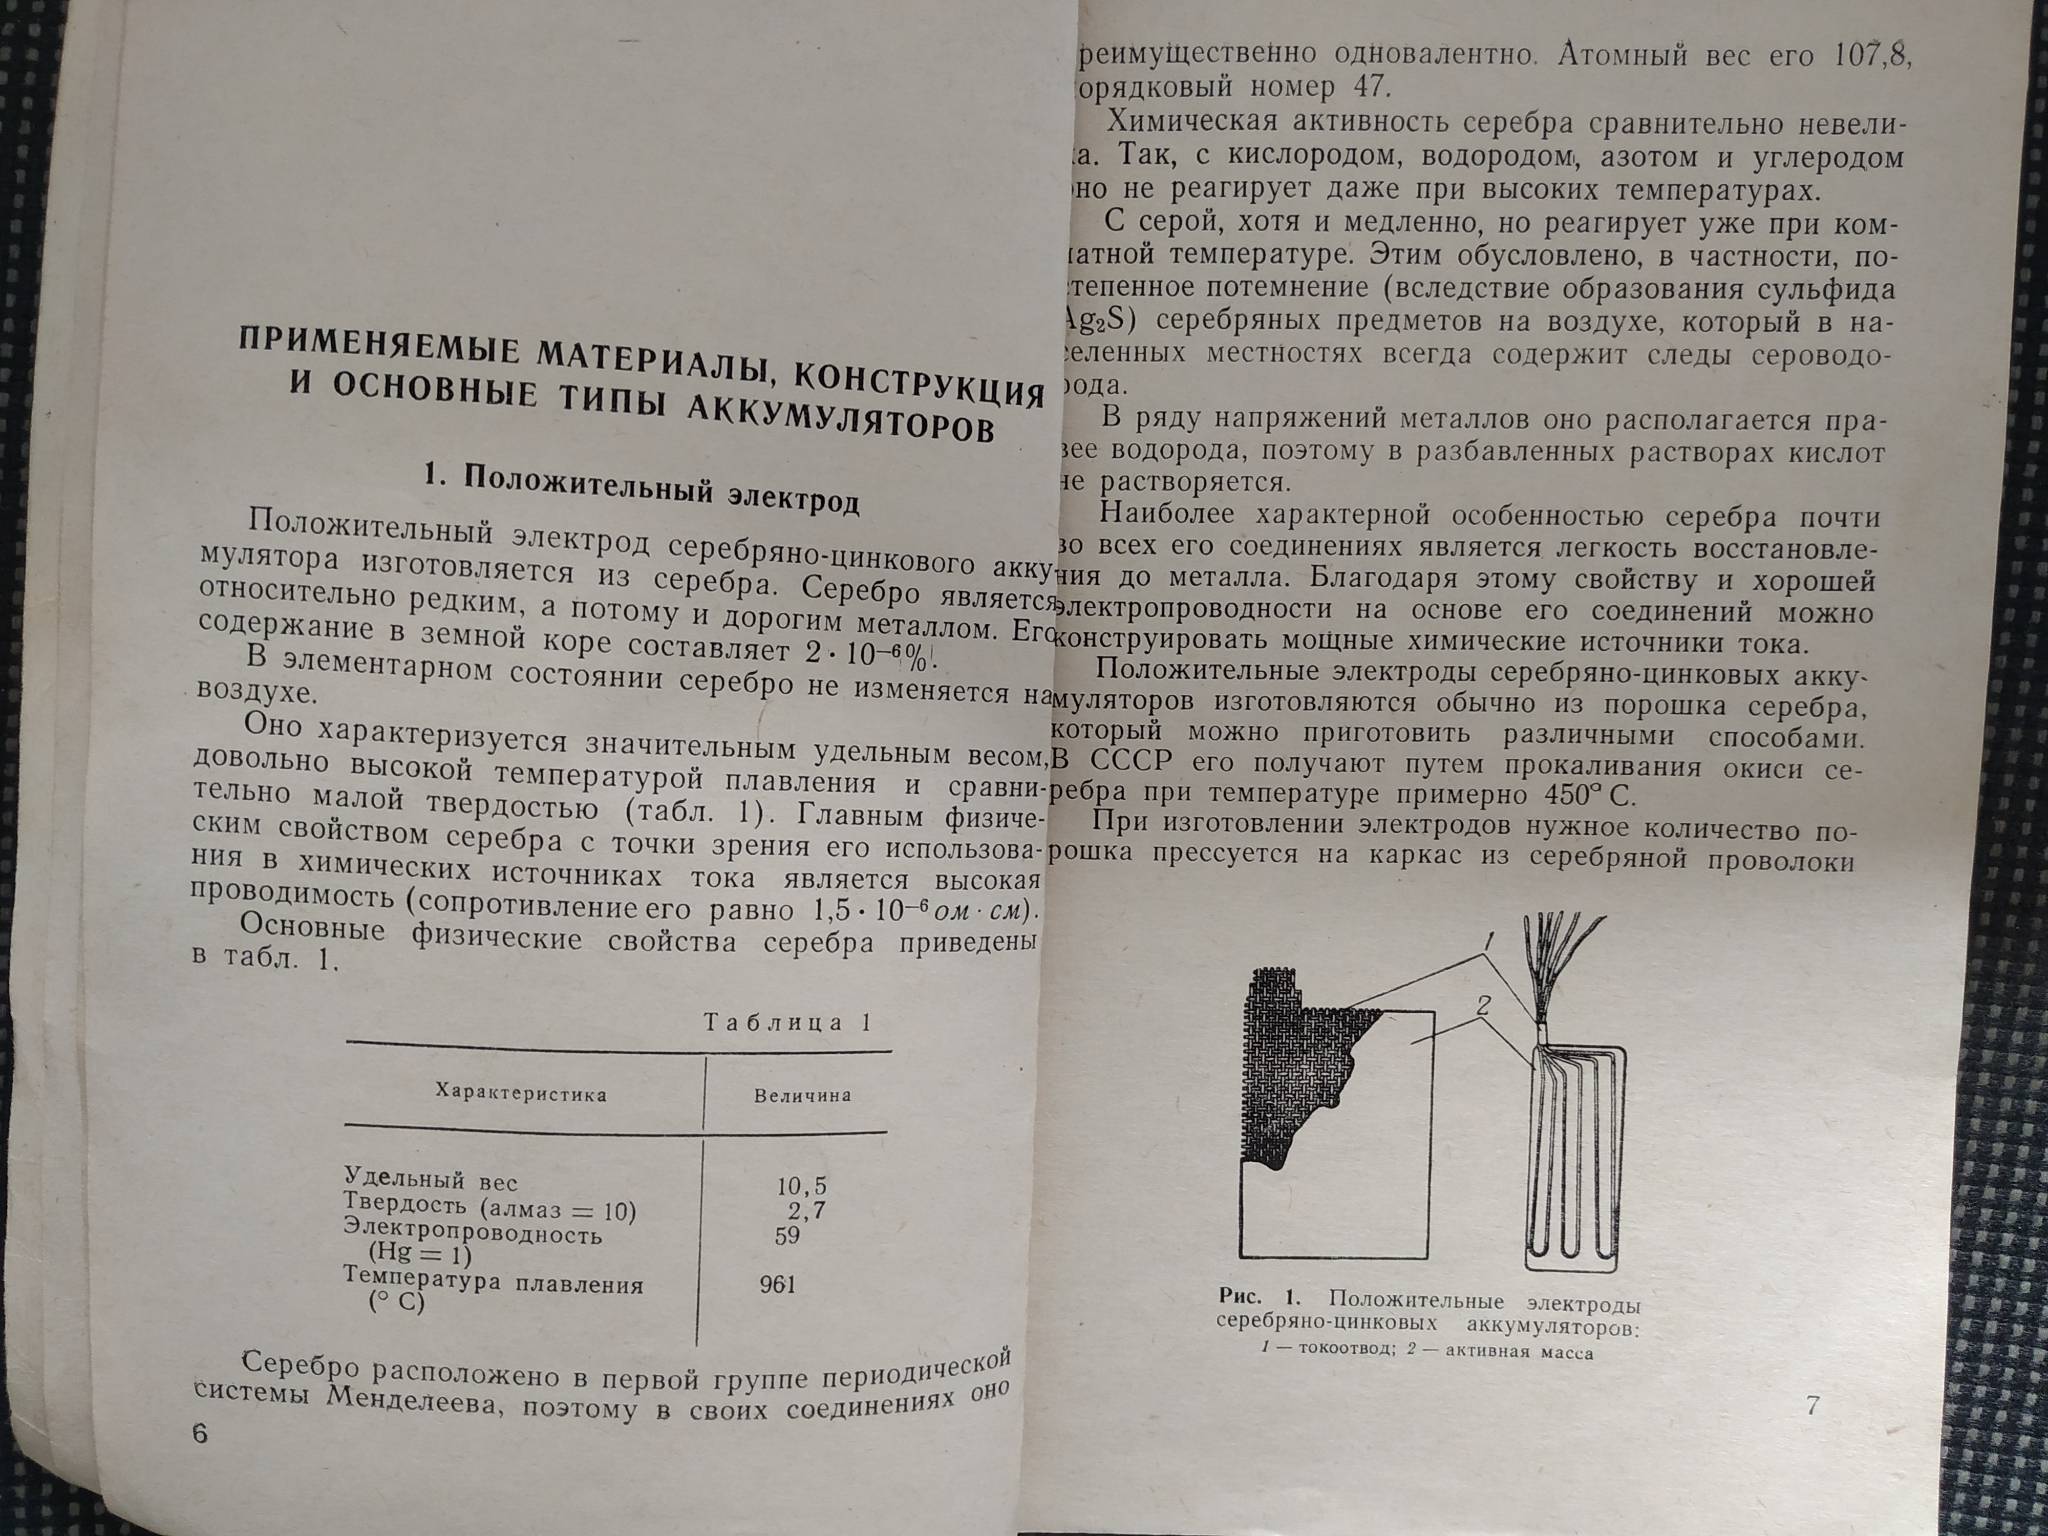 ПРИМЕНЯЕМЫЕ МАТЕРИАЛЫ, КОНСТРУКЦИЯ
И ОСНОВНЫЕ ТИПЫ АККУМУЛЯТОРОВ
1. Положительный электрод
Положительный электрод серебряно-цинкового акку-
мулятора изготовляется из серебра. Серебро является
относительно редким, а потому и дорогим металлом. Его
содержание в земной коре составляет 2·10⁻⁶%.
В элементарном состоянии серебро не изменяется на
воздухе.
Оно характеризуется значительным удельным весом,
довольно высокой температурой плавления и сравни-
тельно малой твердостью (табл. 1). Главным физиче-
ским свойством серебра с точки зрения его использова-
ния в химических источниках тока является высокая
проводимость (сопротивление его равно 1,5·10⁻⁶ ом·см).
Основные физические свойства серебра приведены
в табл. 1.
Таблица 1
Характеристика Величина
Удельный вес 10,5
Твердость (алмаз = 10) 2,7
Электропроводность 59
(Hg = 1)
Температура плавления 961
(° С)
Серебро расположено в первой группе периодической
системы Менделеева, поэтому в своих соединениях оно
6
реимущественно одновалентно. Атомный вес его 107,8,
орядковый номер 47.
Химическая активность серебра сравнительно невели-
а. Так, с кислородом, водородом, азотом и углеродом
оно не реагирует даже при высоких температурах.
С серой, хотя и медленно, но реагирует уже при ком-
натной температуре. Этим обусловлено, в частности, по-
степенное потемнение (вследствие образования сульфида
Ag₂S) серебряных предметов на воздухе, который в на-
селенных местностях всегда содержит следы сероводо-
рода.
В ряду напряжений металлов оно располагается пра-
вее водорода, поэтому в разбавленных растворах кислот
не растворяется.
Наиболее характерной особенностью серебра почти
во всех его соединениях является легкость восстановле-
ния до металла. Благодаря этому свойству и хорошей
электропроводности на основе его соединений можно
конструировать мощные химические источники тока.
Положительные электроды серебряно-цинковых акку-
муляторов изготовляются обычно из порошка серебра,
который можно приготовить различными способами.
В СССР его получают путем прокаливания окиси се-
ребра при температуре примерно 450° С.
При изготовлении электродов нужное количество по-
рошка прессуется на каркас из серебряной проволоки
1
2
Рис. 1. Положительные электроды
серебряно-цинковых аккумуляторов:
1 — токоотвод; 2 — активная масса
7